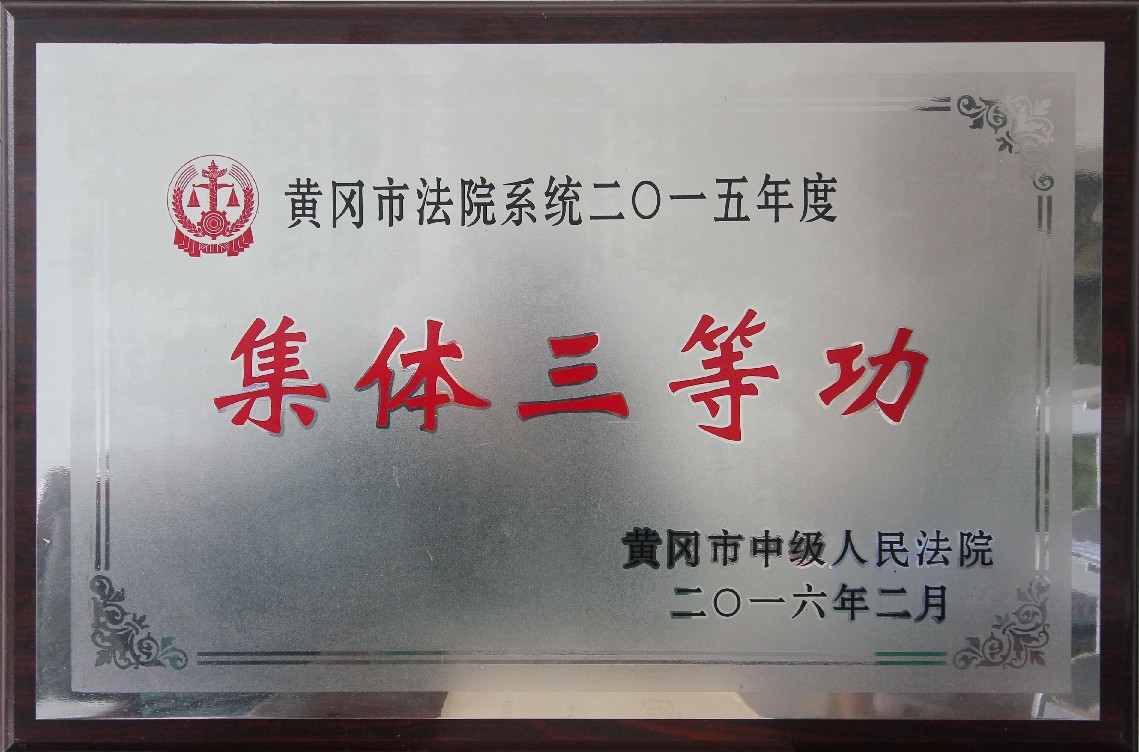 黄冈市法院系统二〇一五年度
集体三等功
黄冈市中级人民法院
二〇一六年二月